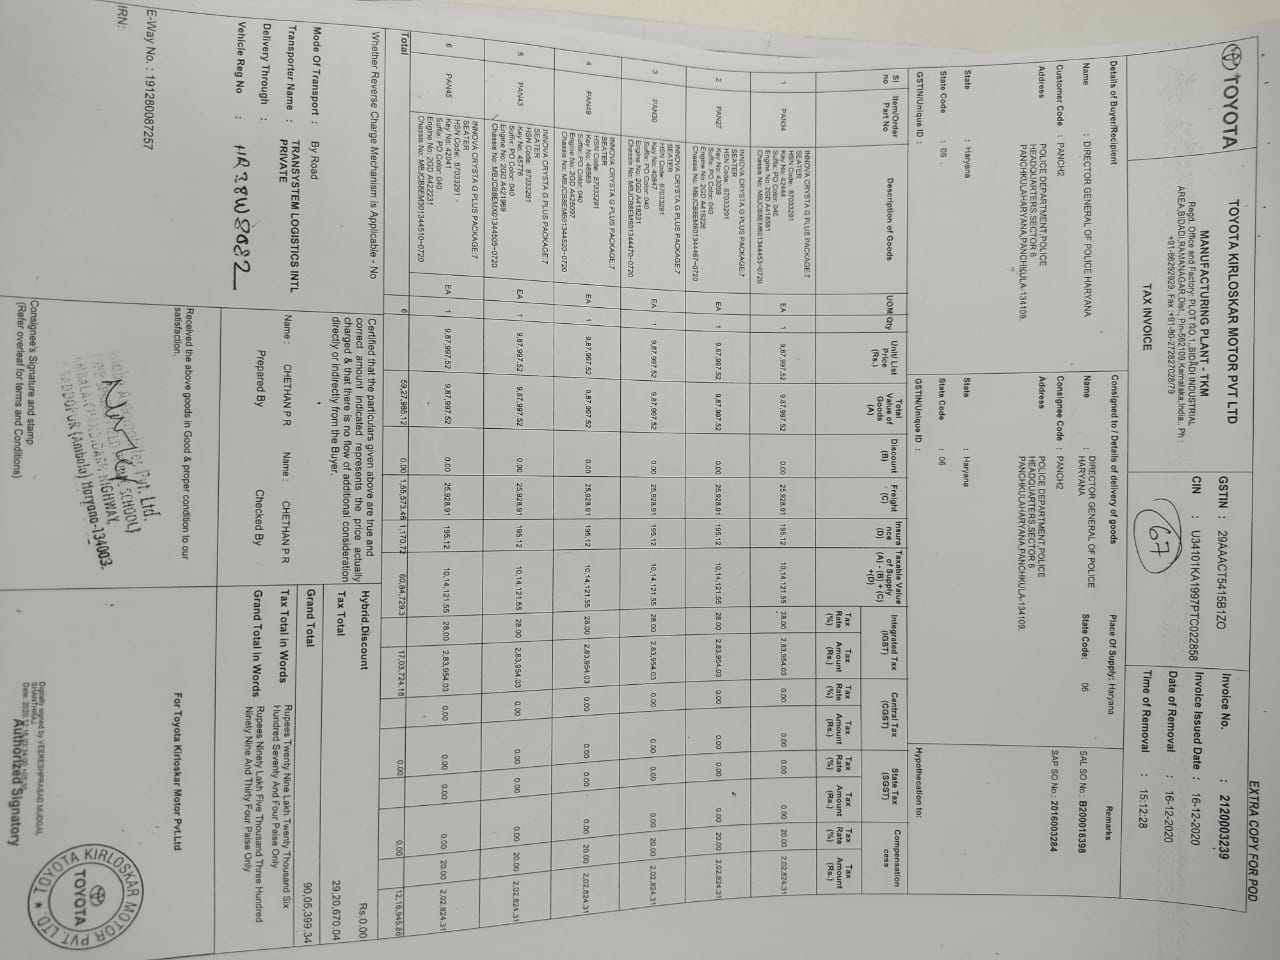 EXTRA COPY FOR POD
TOYOTA
TOYOTA KIRLOSKAR MOTOR PVT LTD
MANUFACTURING PLANT - TKM
Regd. Office and Factory: PLOT NO.1,,BIDADI INDUSTRIAL
AREA,BIDADI,RAMANAGAR,Dist., Pin-562109,Karnataka,India.. Ph :
+91-66292929, Fax :+91-80-272827028/79
TAX INVOICE
GSTIN : 29AAACT5415B1ZO
CIN : U34101KA1997PTC022858
67
Invoice No. : 2120003239
Invoice Issued Date : 16-12-2020
Date of Removal : 16-12-2020
Time of Removal : 15:12:28
Details of Buyer/Recipient
Name : DIRECTOR GENERAL OF POLICE HARYANA
Customer Code : PANCH2
Address POLICE DEPARTMENT,POLICE
HEADQUARTERS,SECTOR 6
PANCHKULAHARYANA,PANCHKULA-134109.
State : Haryana
State Code : 06
GSTIN/Unique ID :
Consigned to / Details of delivery of goods
Place Of Supply: Haryana
Name : DIRECTOR GENERAL OF POLICE
HARYANA
State Code: 06
Consignee Code : PANCH2
Address POLICE DEPARTMENT,POLICE
HEADQUARTERS,SECTOR 6
PANCHKULAHARYANA,PANCHKULA-134109.
State : Haryana
State Code : 06
GSTIN/Unique ID :
Remarks
SAL SO No.: B200018398
SAP SO No.: 2016003284
Hypothecation to:
Sl no Item/Order Part No Description of Goods UOM Qty Unit/ List Price (Rs.) Total Value of Goods (A) Discount (B) Freight (C) Insurance (D) Taxable Value of Supply (A) - (B) + (C) +(D) Integrated Tax (IGST) Central Tax (CGST) State Tax (SGST) Compensation cess
Tax Rate (%) Tax Amount (Rs.) Tax Rate (%) Tax Amount (Rs.) Tax Rate (%) Tax Amount (Rs.) Tax Rate (%) Tax Amount (Rs.)
INNOVA CRYSTA G PLUS PACKAGE:7
SEATER
HSN Code: 87033291
1 PAN34 Key No: 42444 EA 1 9,87,997.52 9,87,997.52 0.00 25,928.91 195.12 10,14,121.55 28.00 2,83,954.03 0.00 0.00 0.00 0.00 20.00 2,02,824.31
Suffix: PO Color: 040
Engine No: 2GD A418581
Chassis No: MBJCB8EM601344453-0720
INNOVA CRYSTA G PLUS PACKAGE:7
SEATER
HSN Code: 87033291
2 PAN27 Key No: 43059 EA 1 9,87,997.52 9,87,997.52 0.00 25,928.91 195.12 10,14,121.55 28.00 2,83,954.03 0.00 0.00 0.00 0.00 20.00 2,02,824.31
Suffix: PO Color: 040
Engine No: 2GD A418226
Chassis No: MBJCB8EM601344467-0720
INNOVA CRYSTA G PLUS PACKAGE:7
SEATER
HSN Code: 87033291
3 PAN30 Key No: 40847 EA 1 9,87,997.52 9,87,997.52 0.00 25,928.91 195.12 10,14,121.55 28.00 2,83,954.03 0.00 0.00 0.00 0.00 20.00 2,02,824.31
Suffix: PO Color: 040
Engine No: 2GD A418231
Chassis No: MBJCB8EM601344470-0720
INNOVA CRYSTA G PLUS PACKAGE:7
SEATER
HSN Code: 87033291
4 PAN49 Key No: 46569 EA 1 9,87,997.52 9,87,997.52 0.00 25,928.91 195.12 10,14,121.55 28.00 2,83,954.03 0.00 0.00 0.00 0.00 20.00 2,02,824.31
Suffix: PO Color: 040
Engine No: 2GD A425097
Chassis No: MBJCB8EM601344520-0720
INNOVA CRYSTA G PLUS PACKAGE:7
SEATER
HSN Code: 87033291
5 PAN43 Key No: 45776 EA 1 9,87,997.52 9,87,997.52 0.00 25,928.91 195.12 10,14,121.55 28.00 2,83,954.03 0.00 0.00 0.00 0.00 20.00 2,02,824.31
Suffix: PO Color: 040
Engine No: 2GD A421969
Chassis No: MBJCB8EMX01344505-0720
INNOVA CRYSTA G PLUS PACKAGE:7
SEATER
HSN Code: 87033291
6 PAN45 Key No: 42041 EA 1 9,87,997.52 9,87,997.52 0.00 25,928.91 195.12 10,14,121.55 28.00 2,83,954.03 0.00 0.00 0.00 0.00 20.00 2,02,824.31
Suffix: PO Color: 040
Engine No: 2GD A422231
Chassis No: MBJCB8EM301344510-0720
Total 6 59,27,985.12 0.00 1,55,573.46 1,170.72 60,84,729.3 17,03,724.18 0.00 0.00 12,16,945.86
Whether Reverse Charge Mechanism is Applicable - No
Mode Of Transport : By Road
Transporter Name : TRANSYSTEM LOGISTICS INTL
PRIVATE
Delivery Through :
Vehicle Reg No : HR38W8082
E-Way No. : 191280087257
IRN:
Certified that the particulars given above are true and
correct amount indicated represents the price actually
charged & that there is no flow of additional consideration
directly or indirectly from the Buyer.
Name : CHETHAN P R Name : CHETHAN P R
Prepared By Checked By
Hybrid,Discount Rs.0.00
Tax Total 29,20,670.04
Grand Total 90,05,399.34
Tax Total in Words Rupees Twenty Nine Lakh Twenty Thousand Six
Hundred Seventy And Four Paise Only
Grand Total in Words Rupees Ninety Lakh Five Thousand Three Hundred
Ninety Nine And Thirty Four Paise Only
Received the above goods in Good & proper condition to our
satisfaction.
Pvt. Ltd.
SCHOOL)
AMBALA-CHANDIGARH HIGHWAY,
SADDOPUR (Ambala) Haryana-134003.
Consignee's Signature and stamp
(Refer overleaf for terms and Conditions)
For Toyota Kirloskar Motor Pvt.Ltd
TOYOTA KIRLOSKAR MOTOR PVT. LTD.
TOYOTA
Digitally signed by VEERESHPRASAD MUDGAL
SHANTHRAJ
Authorized Signatory